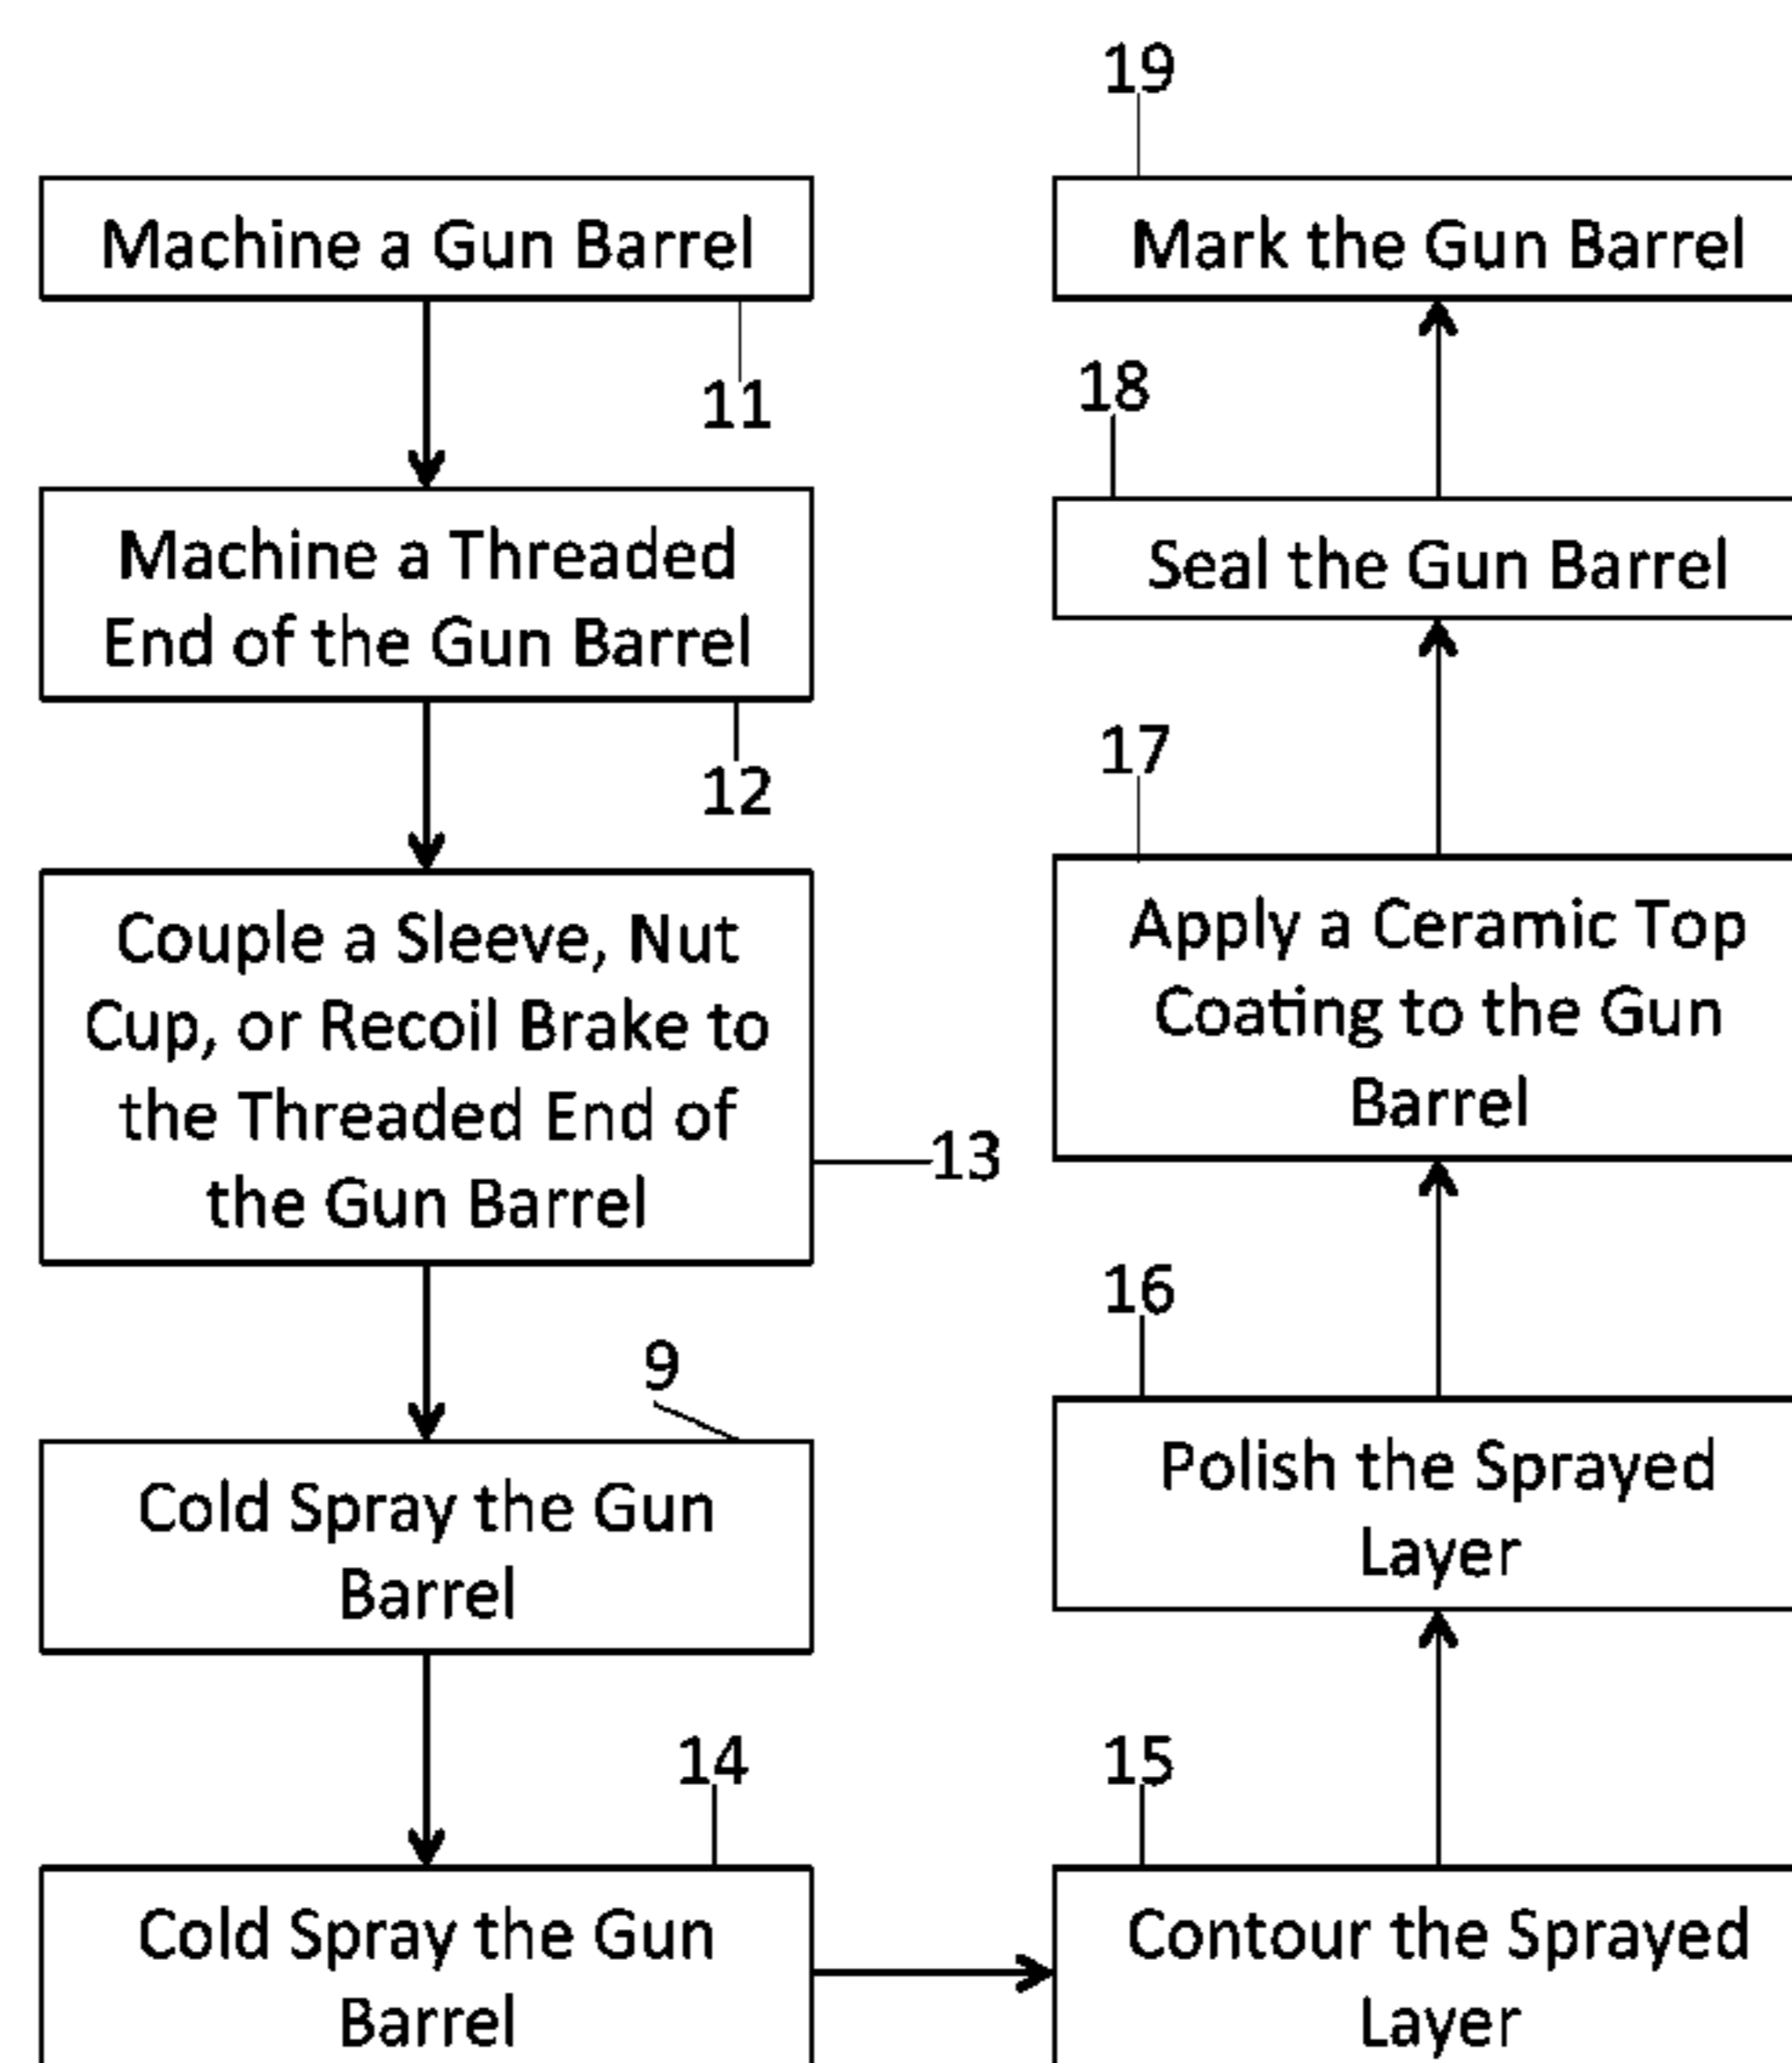 Machine a Gun Barrel
11
Machine a Threaded
End of the Gun Barrel
12
Couple a Sleeve, Nut
Cup, or Recoil Brake to
the Threaded End of
the Gun Barrel
13
9
Cold Spray the Gun
Barrel
14
Cold Spray the Gun
Barrel
15
Contour the Sprayed
Layer
16
Polish the Sprayed
Layer
17
Apply a Ceramic Top
Coating to the Gun
Barrel
18
Seal the Gun Barrel
19
Mark the Gun Barrel